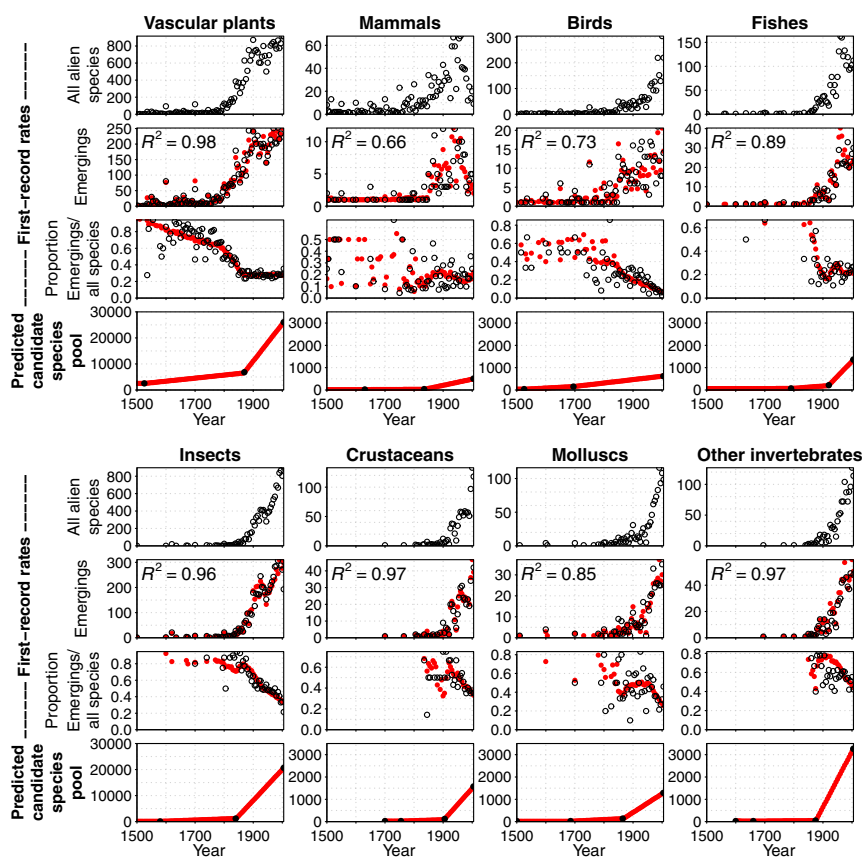 Vascular plants
Mammals
Birds
Fishes
Predicted candidate species pool ------ First−record rates ------
All alien species
0 200 400 600 800
0 20 40 60
0 100 200 300
0 50 100 150
Emergings
R² = 0.98
R² = 0.66
R² = 0.73
R² = 0.89
0 50 100 150 200 250
0 5 10
0 5 10 15 20
0 10 20 30 40
Proportion Emergings/ all species
0.0 0.2 0.4 0.6 0.8
0.0 0.1 0.2 0.3 0.4 0.5
0.0 0.2 0.4 0.6 0.8
0.0 0.2 0.4 0.6
0 10000 20000 30000
0 1000 2000 3000
0 1000 2000 3000
0 1000 2000 3000
1500 1700 1900
1500 1700 1900
1500 1700 1900
1500 1700 1900
Year
Year
Year
Year
Insects
Crustaceans
Molluscs
Other invertebrates
Predicted candidate species pool ------ First−record rates ------
All alien species
0 200 400 600 800
0 50 100
0 50 100
0 20 40 60 80 100 120
Emergings
R² = 0.96
R² = 0.97
R² = 0.85
R² = 0.97
0 100 200 300
0 10 20 30 40
0 10 20 30
0 10 20 30 40
Proportion Emergings/ all species
0.0 0.2 0.4 0.6 0.8
0.0 0.2 0.4 0.6
0.0 0.2 0.4 0.6 0.8
0.0 0.2 0.4 0.6 0.8
0 10000 20000 30000
0 1000 2000 3000
0 1000 2000 3000
0 1000 2000 3000
1500 1700 1900
1500 1700 1900
1500 1700 1900
1500 1700 1900
Year
Year
Year
Year